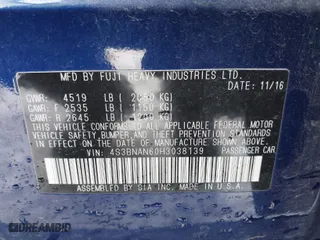 MFD BY FUJI HEAVY INDUSTRIES LTD.
DATE: 11/16
GVWR: 4519 LB ( 2050 KG)
GAWR: F 2535 LB ( 1150 KG)
GAWR: R 2645 LB ( 1200 KG)
THIS VEHICLE CONFORMS TO ALL APPLICABLE FEDERAL MOTOR
VEHICLE SAFETY, BUMPER, AND THEFT PREVENTION STANDARDS
IN EFFECT ON THE DATE OF MANUFACTURE SHOWN ABOVE.
VIN: 4S3BNAN60H3038139
PASSENGER CAR
ASSEMBLED BY SIA INC. MADE IN U.S.A.
DREAMBID